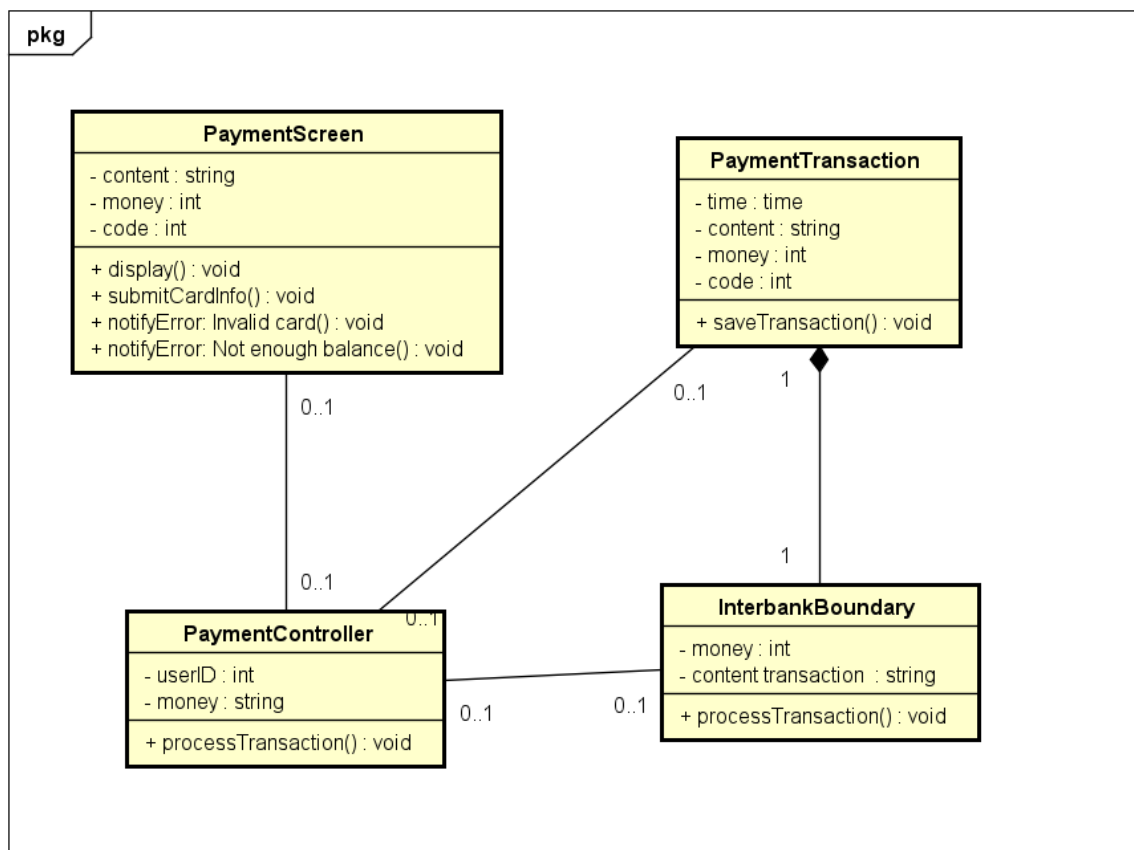 pkg
PaymentScreen
- content : string
- money : int
- code : int
+ display() : void
+ submitCardInfo() : void
+ notifyError: Invalid card() : void
+ notifyError: Not enough balance() : void
PaymentTransaction
- time : time
- content : string
- money : int
- code : int
+ saveTransaction() : void
0..1
0..1
1
0..1
1
0..1
PaymentController
- userID : int
- money : string
+ processTransaction() : void
0..1
0..1
InterbankBoundary
- money : int
- content transaction : string
+ processTransaction() : void